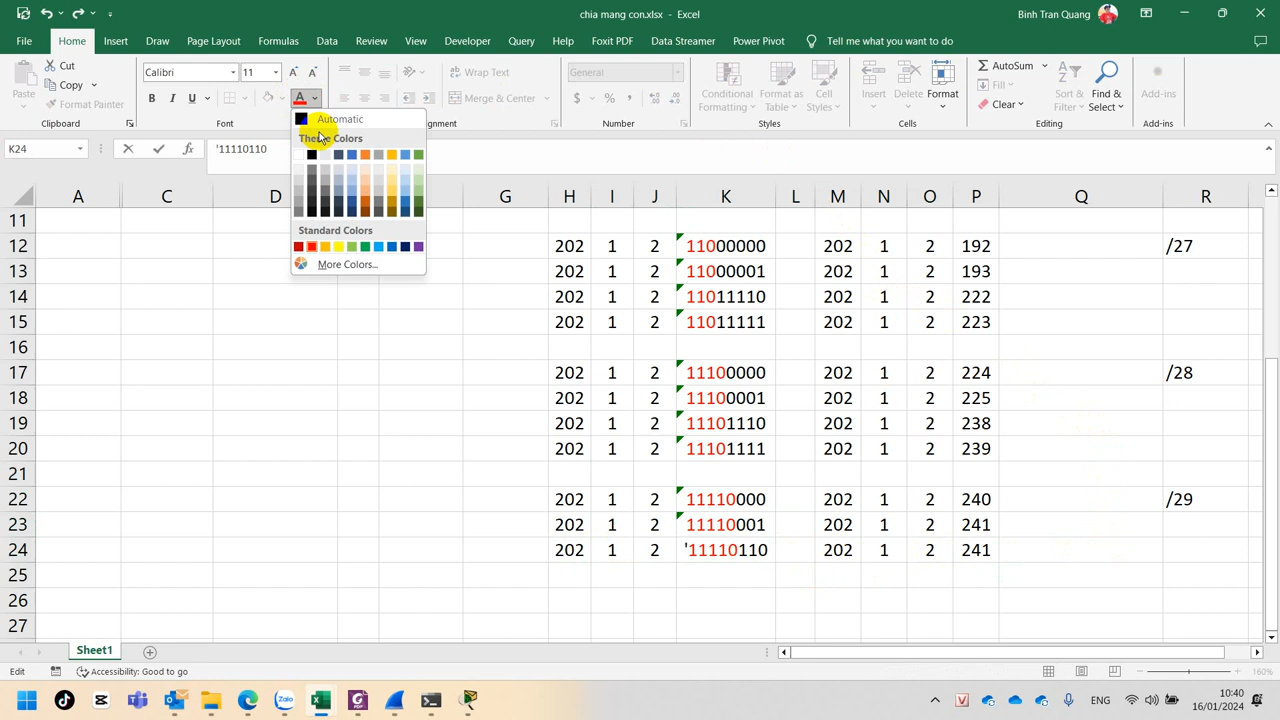 chia mang con.xlsx - Excel
Binh Tran Quang
File Home Insert Draw Page Layout Formulas Data Review View Developer Query Help Foxit PDF Data Streamer Power Pivot Tell me what you want to do
Paste
Cut
Copy
Format Painter
Clipboard
Calibri 11
B I U
Font
Wrap Text
Merge & Center
gnment
General
$ % ,
Number
Conditional Formatting
Format as Table
Cell Styles
Styles
Insert
Delete
Format
Cells
AutoSum
Fill
Clear
Sort & Filter
Find & Select
Editing
Add-ins
Add-ins
Automatic
Theme Colors
Standard Colors
More Colors...
K24 fx '11110110
A C D G H I J K L M N O P Q R
11
12 202 1 2 11000000 202 1 2 192 /27
13 202 1 2 11000001 202 1 2 193
14 202 1 2 11011110 202 1 2 222
15 202 1 2 11011111 202 1 2 223
16
17 202 1 2 11100000 202 1 2 224 /28
18 202 1 2 11100001 202 1 2 225
19 202 1 2 11101110 202 1 2 238
20 202 1 2 11101111 202 1 2 239
21
22 202 1 2 11110000 202 1 2 240 /29
23 202 1 2 11110001 202 1 2 241
24 202 1 2 '11110110 202 1 2 241
25
26
27
Sheet1
Edit Accessibility: Good to go 160%
Zalo
ENG
10:40
16/01/2024